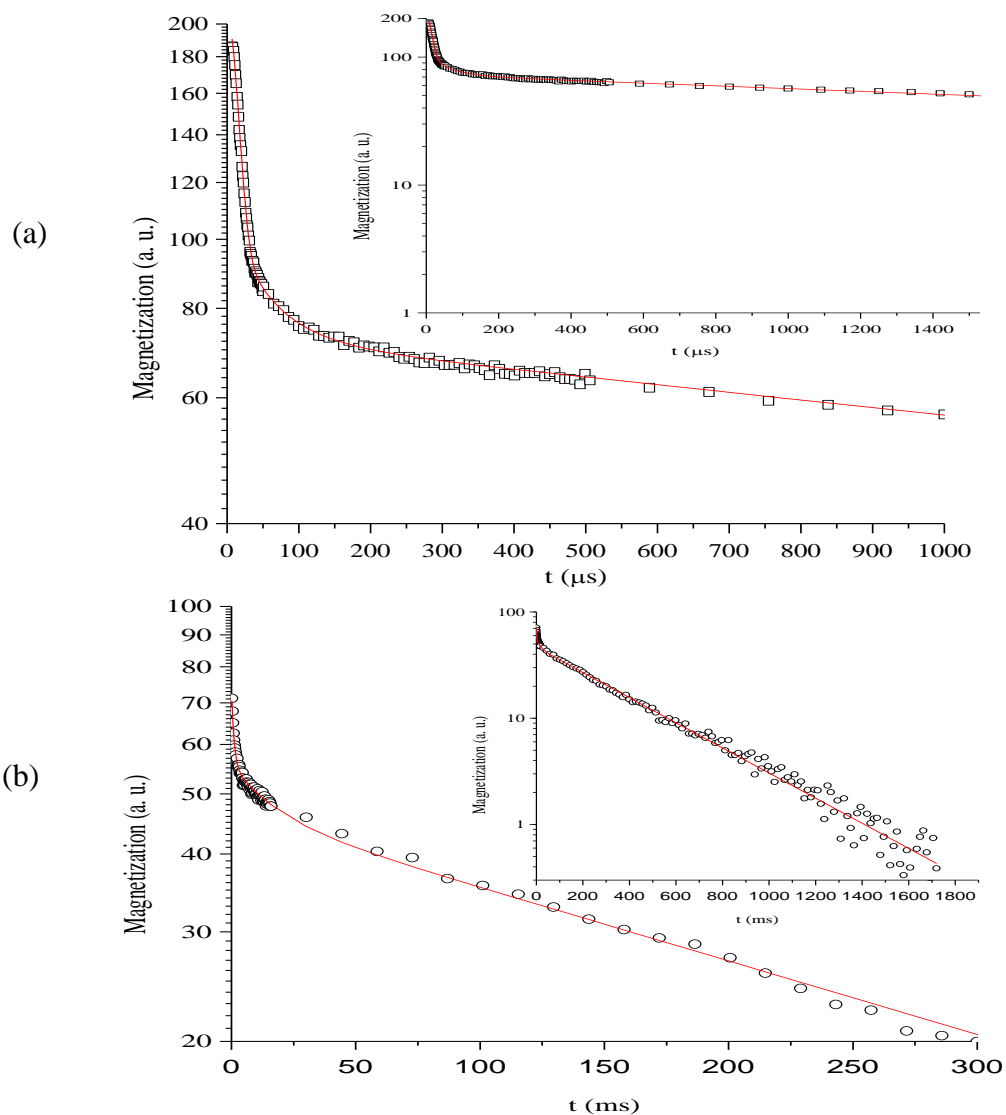 (a)
Magnetization (a. u.)
200
180
160
140
120
100
80
60
40
0 100 200 300 400 500 600 700 800 900 1000
t (μs)
Magnetization (a. u.)
200
100
10
1
0 200 400 600 800 1000 1200 1400
t (μs)
(b)
Magnetization (a. u.)
100
90
80
70
60
50
40
30
20
0 50 100 150 200 250 300
t (ms)
Magnetization (a. u.)
100
10
1
0 200 400 600 800 1000 1200 1400 1600 1800
t (ms)